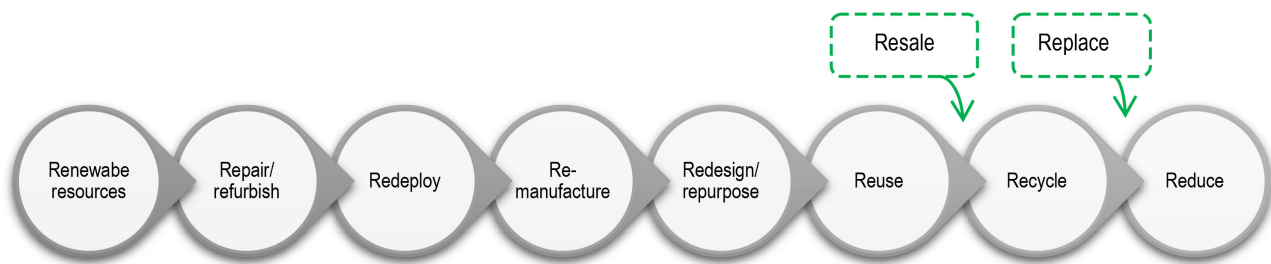 Resale
Replace
Renewabe
resources
Repair/
refurbish
Redeploy
Re-
manufacture
Redesign/
repurpose
Reuse
Recycle
Reduce